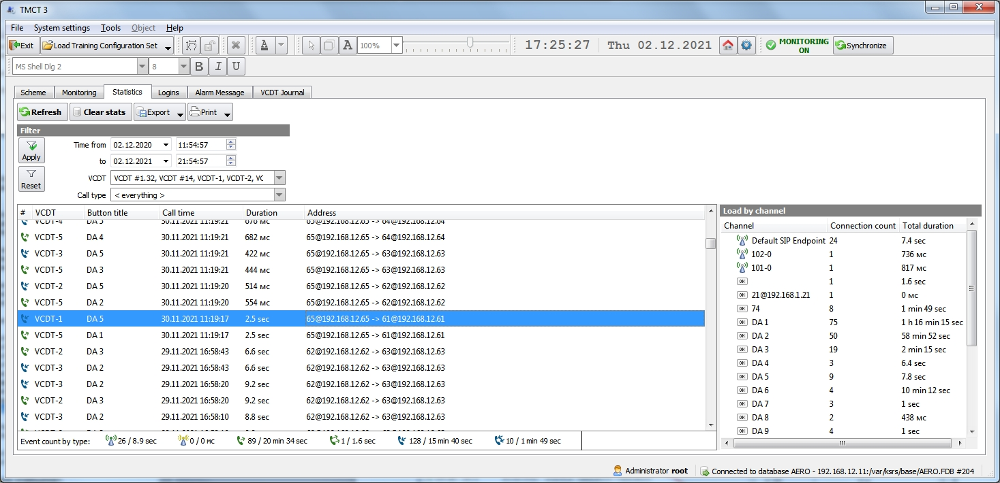 TMCT 3
File System settings Tools Object Help
Exit Load Training Configuration Set A 100% 17:25:27 Thu 02.12.2021 MONITORING ON Synchronize
MS Shell Dlg 2 8 B I U
Scheme Monitoring Statistics Logins Alarm Message VCDT Journal
Refresh Clear stats Export Print
Filter
Apply Time from 02.12.2020 11:54:57
to 02.12.2021 21:54:57
Reset VCDT VCDT #1.32, VCDT #14, VCDT-1, VCDT-2, VC
Call type < everything >
# VCDT Button title Call time Duration Address
VCDT-4 DA 5 30.11.2021 11:19:21 676 мс 65@192.168.12.65 -> 64@192.168.12.64
VCDT-5 DA 4 30.11.2021 11:19:21 682 мс 65@192.168.12.65 -> 64@192.168.12.64
VCDT-3 DA 5 30.11.2021 11:19:21 422 мс 65@192.168.12.65 -> 63@192.168.12.63
VCDT-5 DA 3 30.11.2021 11:19:21 444 мс 65@192.168.12.65 -> 63@192.168.12.63
VCDT-2 DA 5 30.11.2021 11:19:20 514 мс 65@192.168.12.65 -> 62@192.168.12.62
VCDT-5 DA 2 30.11.2021 11:19:20 554 мс 65@192.168.12.65 -> 62@192.168.12.62
VCDT-1 DA 5 30.11.2021 11:19:17 2.5 sec 65@192.168.12.65 -> 61@192.168.12.61
VCDT-5 DA 1 30.11.2021 11:19:17 2.5 sec 65@192.168.12.65 -> 61@192.168.12.61
VCDT-2 DA 3 29.11.2021 16:58:43 6.6 sec 62@192.168.12.62 -> 63@192.168.12.63
VCDT-3 DA 2 29.11.2021 16:58:43 6.6 sec 62@192.168.12.62 -> 63@192.168.12.63
VCDT-3 DA 2 29.11.2021 16:58:20 9.2 sec 62@192.168.12.62 -> 63@192.168.12.63
VCDT-2 DA 3 29.11.2021 16:58:20 9.2 sec 62@192.168.12.62 -> 63@192.168.12.63
VCDT-3 DA 2 29.11.2021 16:58:10 8.8 sec 62@192.168.12.62 -> 63@192.168.12.63
Event count by type: 26 / 8.9 sec 0 / 0 мс 89 / 20 min 34 sec 1 / 1.6 sec 128 / 15 min 40 sec 10 / 1 min 49 sec
Load by channel
Channel Connection count Total duration
Default SIP Endpoint 24 7.4 sec
102-0 1 736 мс
101-0 1 817 мс
OK 1 1.6 sec
OK 21@192.168.1.21 1 0 мс
OK 74 8 1 min 49 sec
OK DA 1 75 1 h 16 min 15 sec
OK DA 2 50 58 min 52 sec
OK DA 3 19 2 min 15 sec
OK DA 4 3 6.4 sec
OK DA 5 9 7.8 sec
OK DA 6 4 10 min 12 sec
OK DA 7 3 1 sec
OK DA 8 2 438 мс
OK DA 9 4 1 sec
Administrator root Connected to database AERO - 192.168.12.11:/var/ksrs/base/AERO.FDB #204